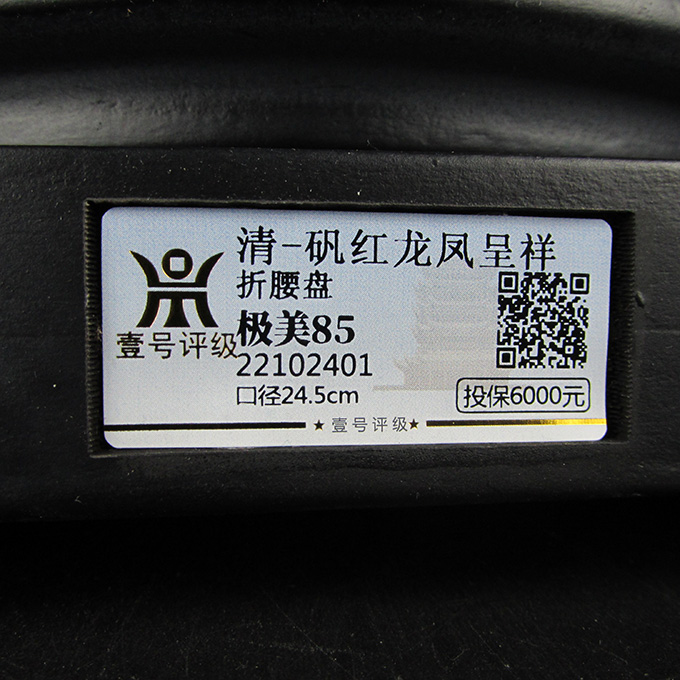 清-矾红龙凤呈祥
折腰盘
极美85
22102401
口径24.5cm
投保6000元
壹号评级
★壹号评级★